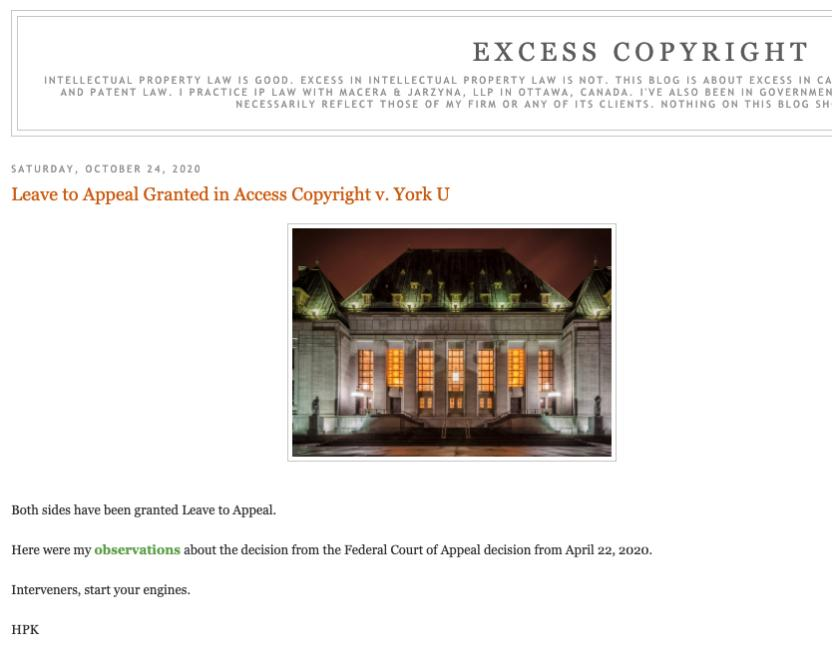 EXCESS COPYRIGHT
INTELLECTUAL PROPERTY LAW IS GOOD. EXCESS IN INTELLECTUAL PROPERTY LAW IS NOT. THIS BLOG IS ABOUT EXCESS IN CA
AND PATENT LAW. I PRACTICE IP LAW WITH MACERA & JARZYNA, LLP IN OTTAWA, CANADA. I'VE ALSO BEEN IN GOVERNMEN
NECESSARILY REFLECT THOSE OF MY FIRM OR ANY OF ITS CLIENTS. NOTHING ON THIS BLOG SH
SATURDAY, OCTOBER 24, 2020
Leave to Appeal Granted in Access Copyright v. York U
Both sides have been granted Leave to Appeal.
Here were my observations about the decision from the Federal Court of Appeal decision from April 22, 2020.
Interveners, start your engines.
HPK